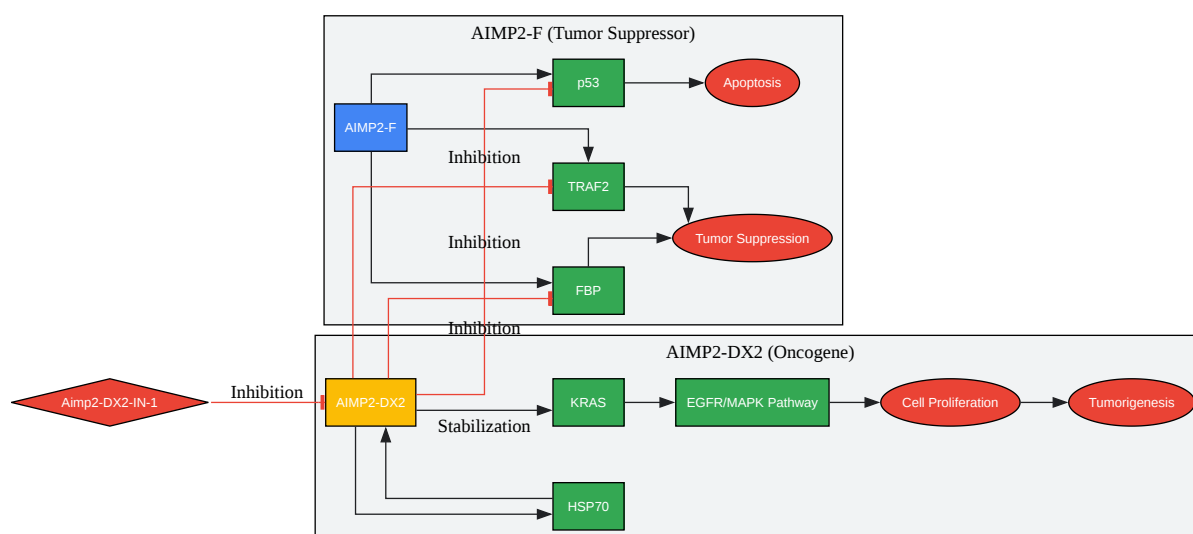 AIMP2-F (Tumor Suppressor)
p53
Apoptosis
AIMP2-F
Inhibition
TRAF2
Inhibition
Tumor Suppression
FBP
Inhibition
AIMP2-DX2 (Oncogene)
Aimp2-DX2-IN-1
Inhibition
AIMP2-DX2
Stabilization
KRAS
EGFR/MAPK Pathway
Cell Proliferation
Tumorigenesis
HSP70